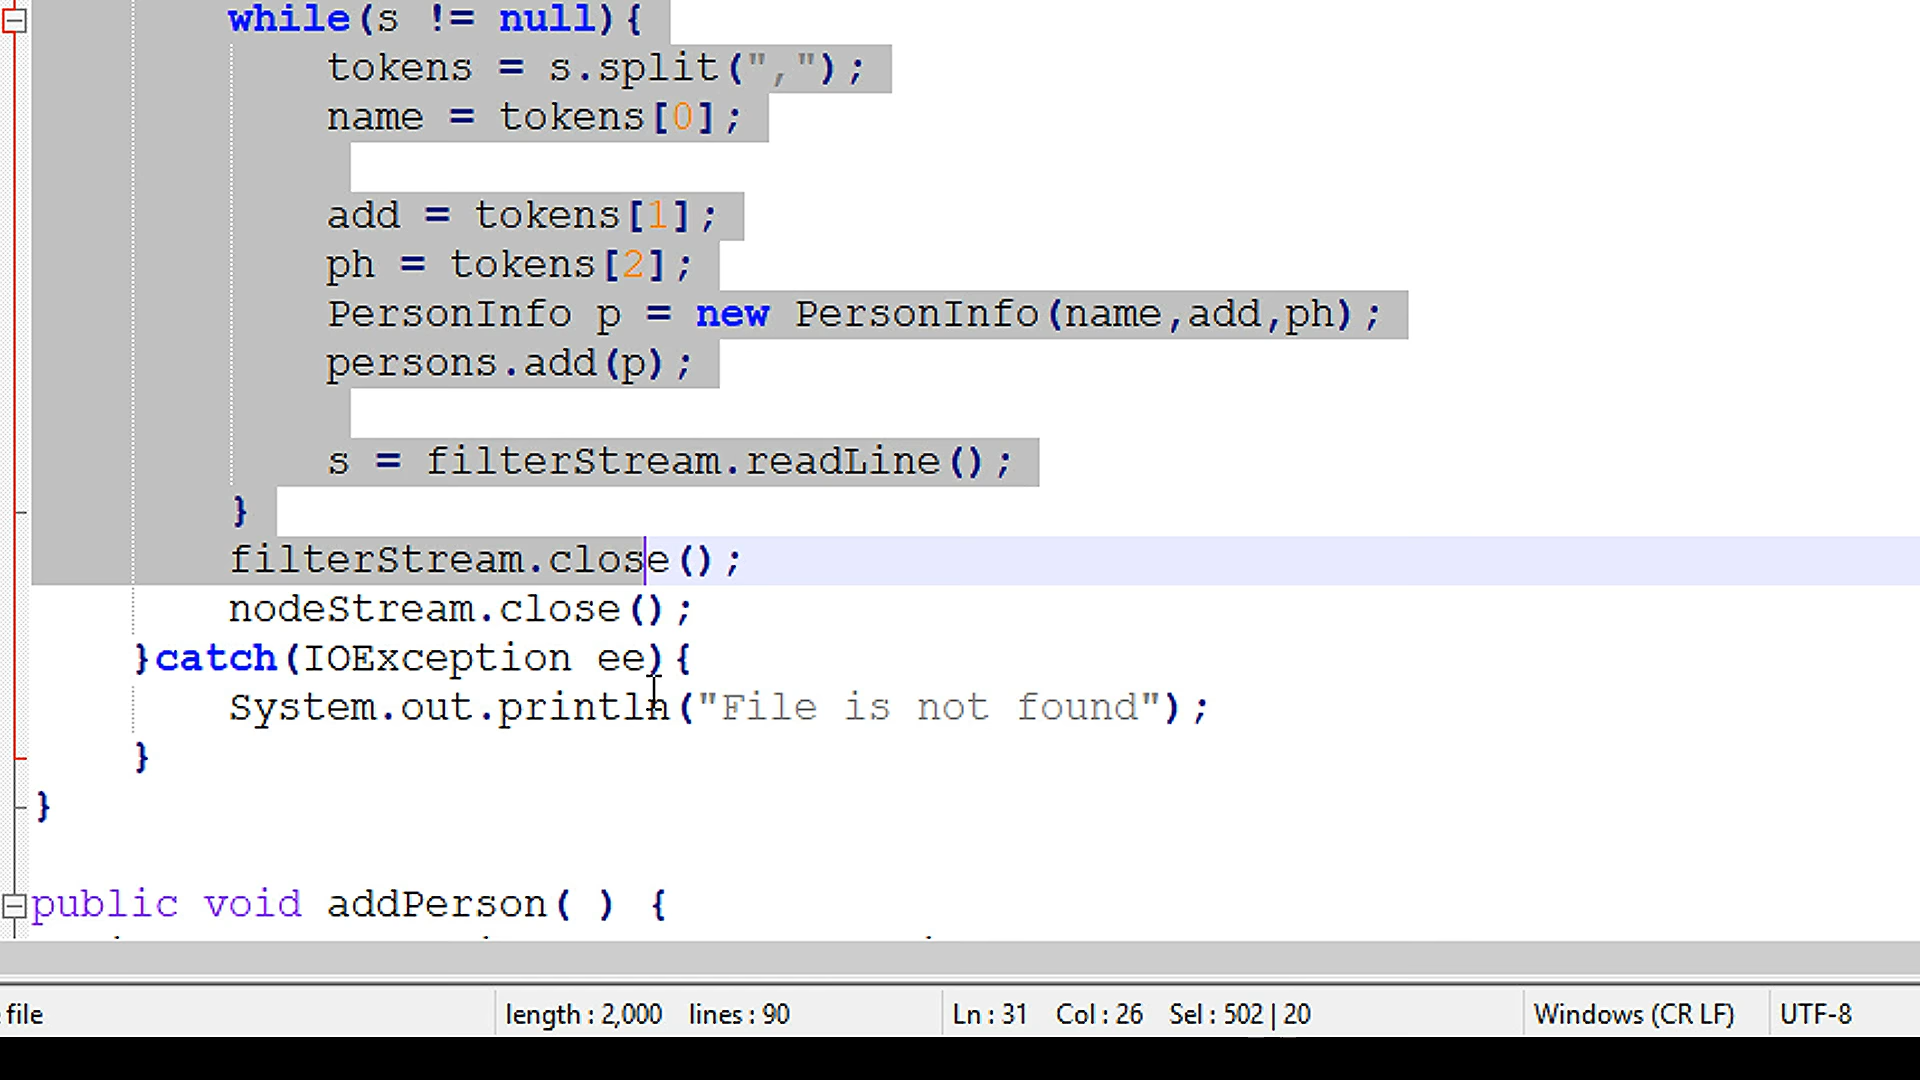 while(s != null){
tokens = s.split(",");
name = tokens[0];
add = tokens[1];
ph = tokens[2];
PersonInfo p = new PersonInfo(name,add,ph);
persons.add(p);
s = filterStream.readLine();
}
filterStream.close();
nodeStream.close();
}catch(IOException ee){
System.out.println("File is not found");
}
}
public void addPerson( ) {
file length : 2,000 lines : 90 Ln : 31 Col : 26 Sel : 502 | 20 Windows (CR LF) UTF-8